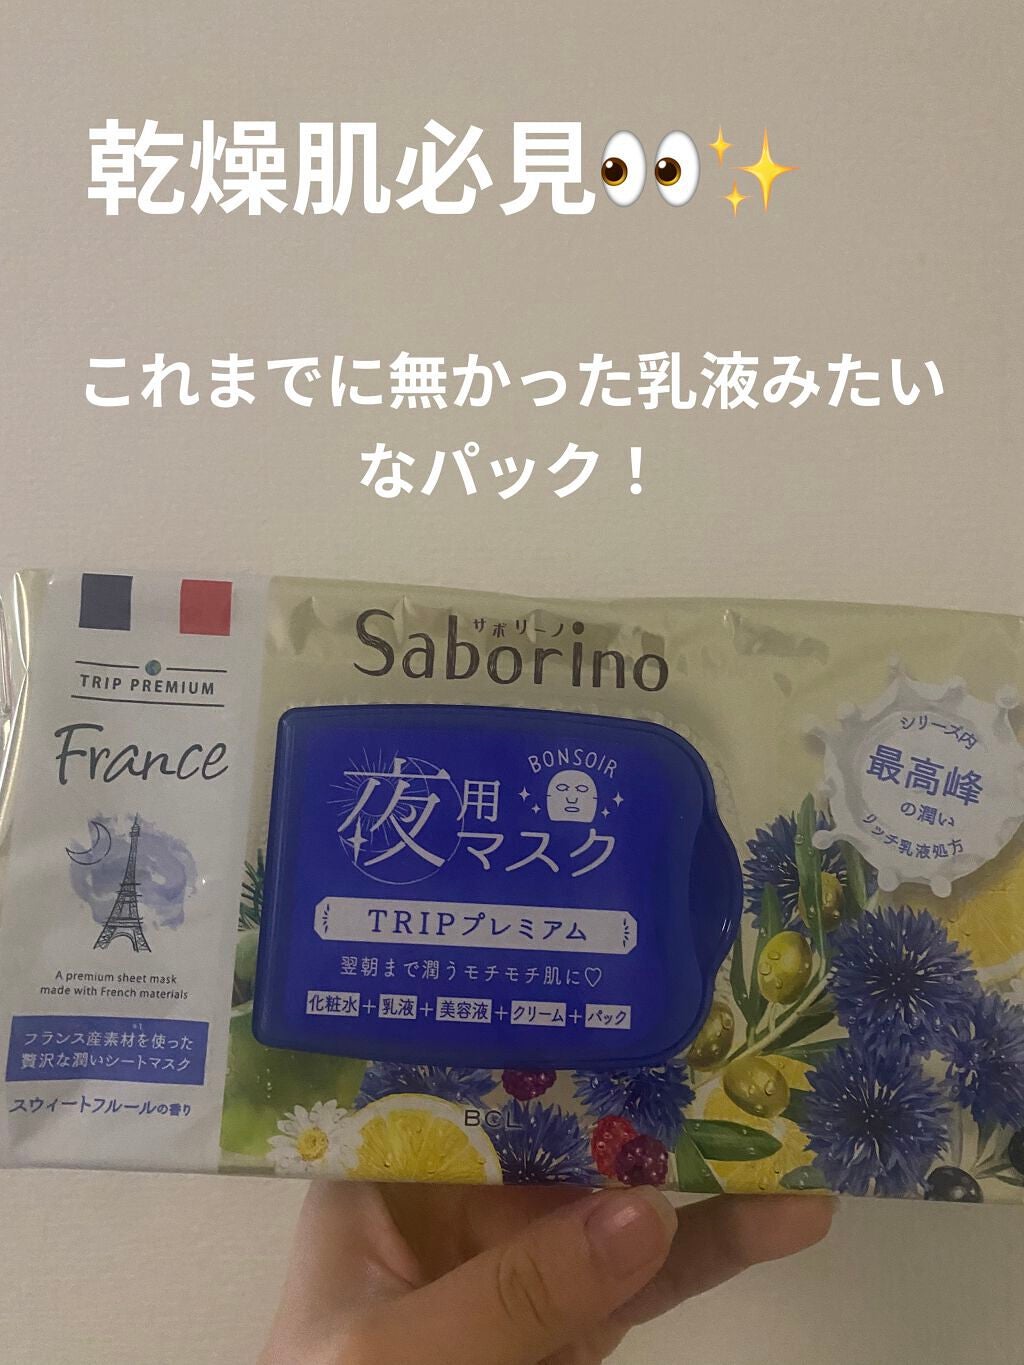 乾燥肌必見👀✨
これまでに無かった乳液みたい
なパック！
サボリーノ
Saborino
TRIP PREMIUM
France
A premium sheet mask
made with French materials
フランス産素材※1を使った
贅沢な潤いシートマスク
スウィートフルールの香り
BONSOIR
夜用
マスク
TRIPプレミアム
翌朝まで潤うモチモチ肌に♡
化粧水+乳液+美容液+クリーム+パック
シリーズ内
最高峰
の潤い
リッチ乳液処方
BCL